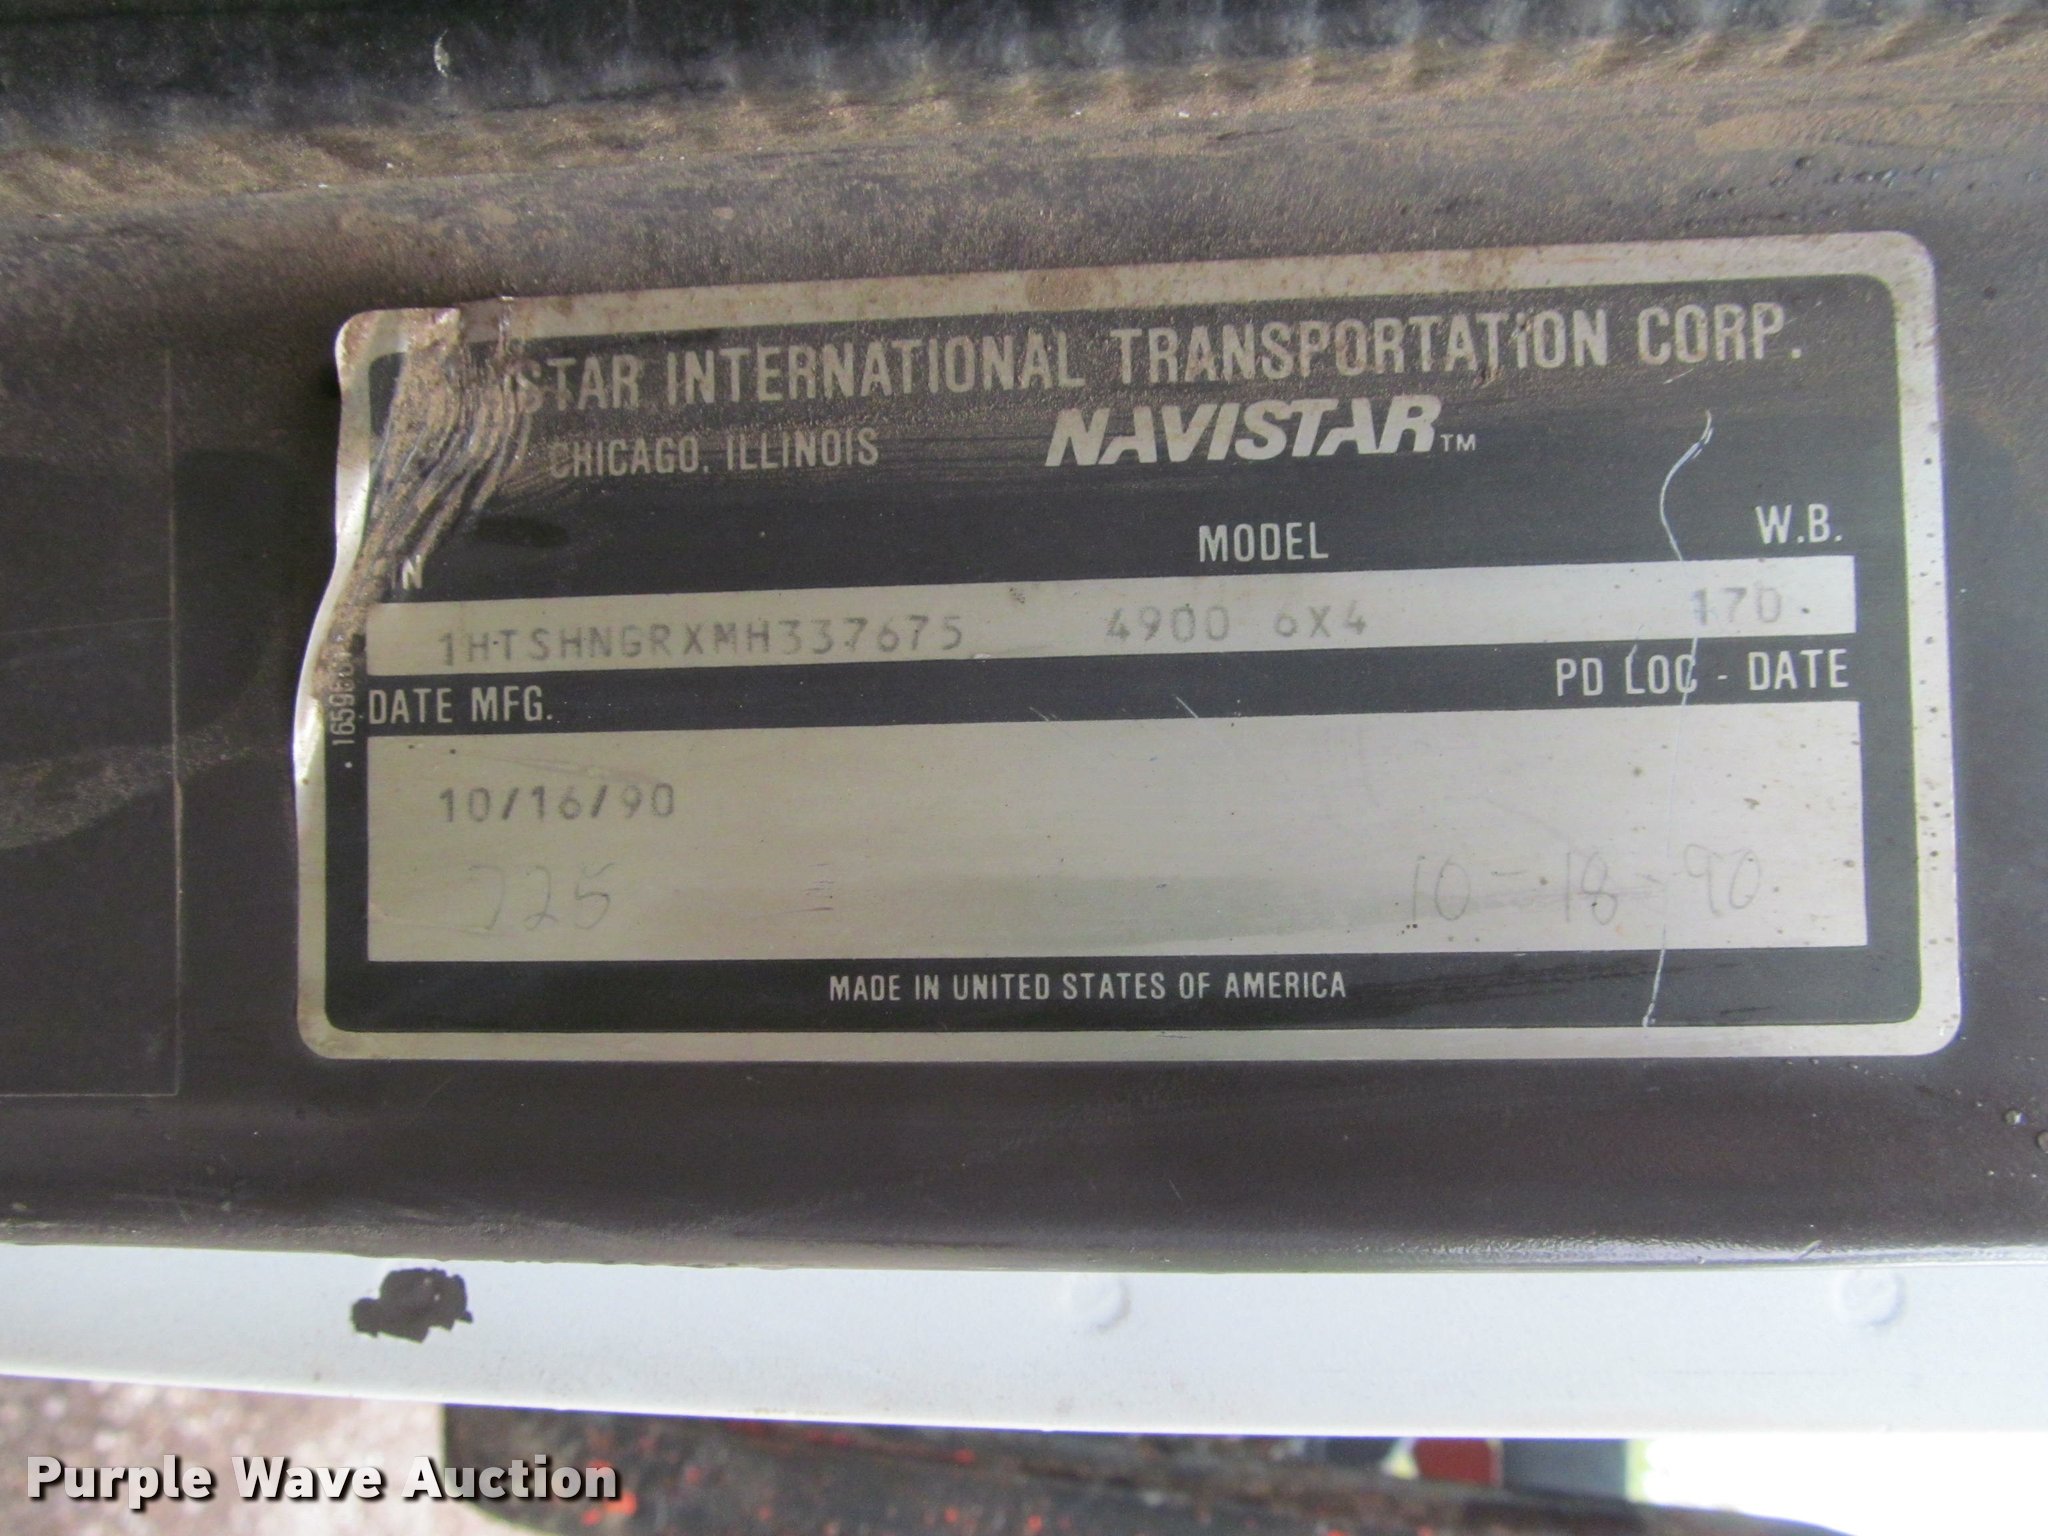 STAR INTERNATIONAL TRANSPORTATION CORP.
CHICAGO, ILLINOIS NAVISTAR™
MODEL W.B.
1HTSHNGRXMH337675 4900 6X4 170
DATE MFG. PD LOC - DATE
10/16/90
725 10-18-90
MADE IN UNITED STATES OF AMERICA
Purple Wave Auction